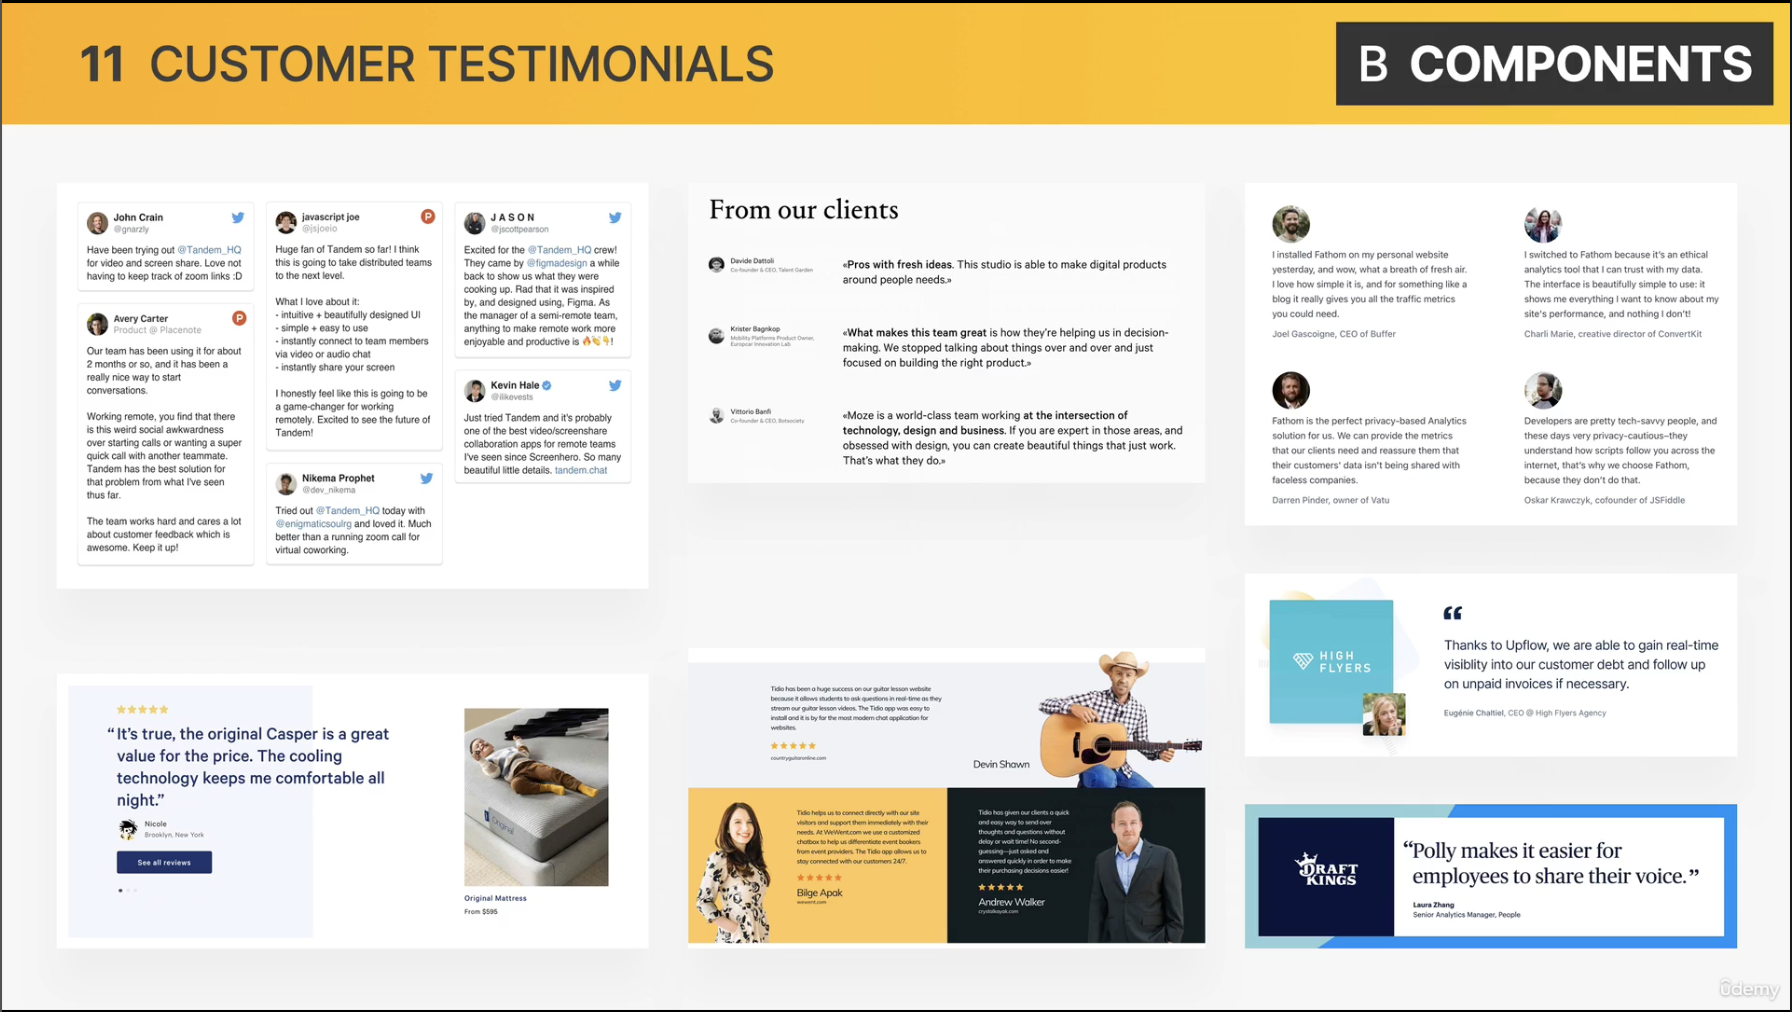 11 CUSTOMER TESTIMONIALS
B COMPONENTS
John Crain
@gnarzly
Have been trying out @Tandem_HQ
for video and screen share. Love not
having to keep track of zoom links :D
Avery Carter
Product @ Placenote
Our team has been using it for about
2 months or so, and it has been a
really nice way to start
conversations.
Working remote, you find that there
is this weird social awkwardness
over starting calls or wanting a super
quick call with another teammate.
Tandem has the best solution for
that problem from what I've seen
thus far.
The team works hard and cares a lot
about customer feedback which is
awesome. Keep it up!
javascript joe
@jsjoeio
P
Huge fan of Tandem so far! I think
this is going to take distributed teams
to the next level.
What I love about it:
- intuitive + beautifully designed UI
- simple + easy to use
- instantly connect to team members
via video or audio chat
- instantly share your screen
I honestly feel like this is going to be
a game-changer for working
remotely. Excited to see the future of
Tandem!
Nikema Prophet
@dev_nikema
Tried out @Tandem_HQ today with
@enigmaticsoulrg and loved it. Much
better than a running zoom call for
virtual coworking.
J A S O N
@jscottpearson
Excited for the @Tandem_HQ crew!
They came by @figmadesign a while
back to show us what they were
cooking up. Rad that it was inspired
by, and designed using, Figma. As
the manager of a semi-remote team,
anything to make remote work more
enjoyable and productive is 🔥👏👇!
Kevin Hale
@ilikevests
Just tried Tandem and it's probably
one of the best video/screenshare
collaboration apps for remote teams
I've seen since Screenhero. So many
beautiful little details. tandem.chat
From our clients
Davide Dattoli
Co-founder & CEO, Talent Garden
«Pros with fresh ideas. This studio is able to make digital products
around people needs.»
Krister Bagnkop
Mobility Platforms Product Owner,
Europcar Innovation Lab
«What makes this team great is how they're helping us in decision-
making. We stopped talking about things over and over and just
focused on building the right product.»
Vittorio Banfi
Co-founder & CEO, Botsociety
«Moze is a world-class team working at the intersection of
technology, design and business. If you are expert in those areas, and
obsessed with design, you can create beautiful things that just work.
That's what they do.»
I installed Fathom on my personal website
yesterday, and wow, what a breath of fresh air.
I love how simple it is, and for something like a
blog it really gives you all the traffic metrics
you could need.
Joel Gascoigne, CEO of Buffer
I switched to Fathom because it's an ethical
analytics tool that I can trust with my data.
The interface is beautifully simple to use: it
shows me everything I want to know about my
site's performance, and nothing I don't!
Charli Marie, creative director of ConvertKit
Fathom is the perfect privacy-based Analytics
solution for us. We can provide the metrics
that our clients need and reassure them that
their customers' data isn't being shared with
faceless companies.
Darren Pinder, owner of Vatu
Developers are pretty tech-savvy people, and
these days very privacy-cautious–they
understand how scripts follow you across the
internet, that's why we choose Fathom,
because they don't do that.
Oskar Krawczyk, cofounder of JSFiddle
HIGH
FLYERS
“
Thanks to Upflow, we are able to gain real-time
visiblity into our customer debt and follow up
on unpaid invoices if necessary.
Eugénie Chaltiel, CEO @ High Flyers Agency
“It's true, the original Casper is a great
value for the price. The cooling
technology keeps me comfortable all
night.”
Nicole
Brooklyn, New York
See all reviews
Original
Original Mattress
From $595
Tidio has been a huge success on our guitar lesson website
because it allows students to ask questions in real-time as they
stream our guitar lesson videos. The Tidio app was easy to
install and it is by far the most modern chat application for
websites.
countryguitaronline.com
Devin Shawn
Tidio helps us to connect directly with our site
visitors and support them immediately with their
needs. At WeWent.com we use a customized
chatbox to help us differentiate event bookers
from event providers. The Tidio app allows us to
stay connected with our customers 24/7.
Bilge Apak
wewent.com
Tidio has given our clients a quick
and easy way to send over
thoughts and questions without
delay or wait time! No second-
guessing—just asked and
answered quickly in order to make
their purchasing decisions easier!
Andrew Walker
crystalkayak.com
DRAFT
KINGS
“Polly makes it easier for
employees to share their voice.”
Laura Zhang
Senior Analytics Manager, People
ûdemy